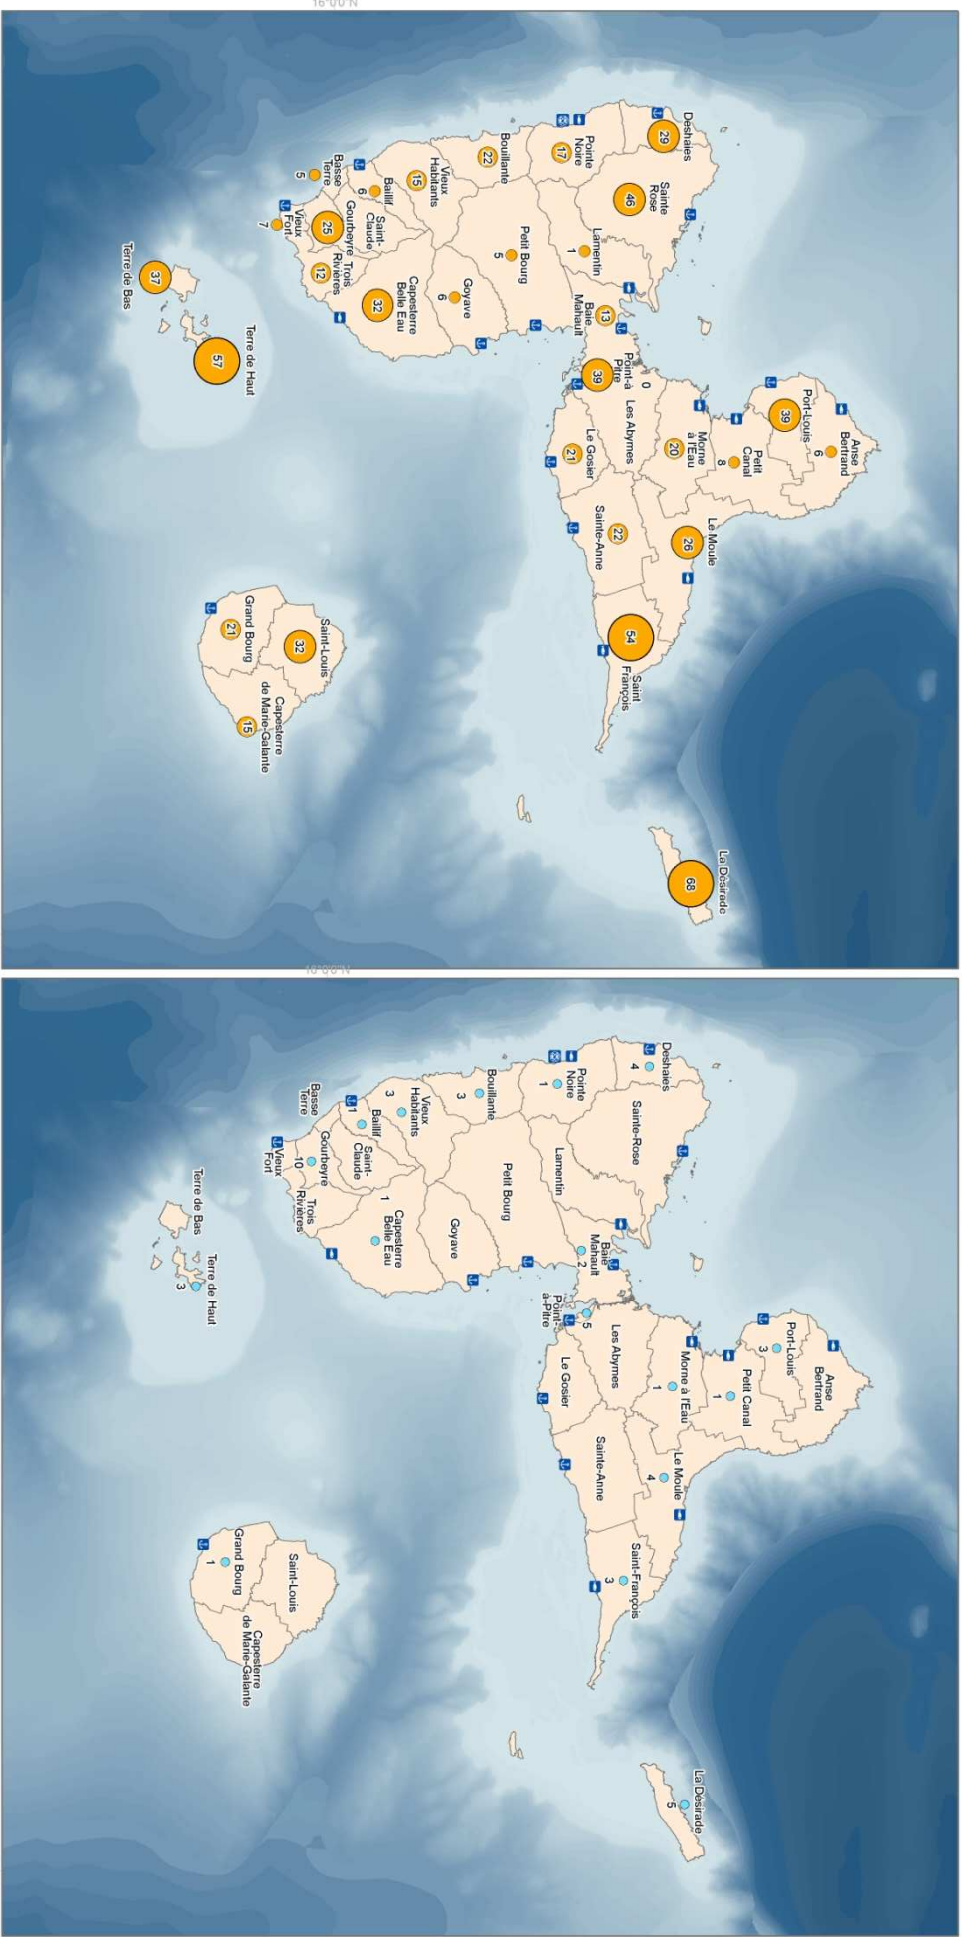 16°0'0"N
Deshaies
29
Sainte
Rose
46
Pointe
Noire
17
Lamentin
1
Bouillante
22
Petit Bourg
5
Vieux
Habitants
15
Goyave
6
Baillif
6
Saint-
Claude
Capesterre
Belle Eau
32
Basse
Terre
5
Gourbeyre
25
Trois
Rivières
12
Vieux
Fort
7
Baie
Mahault
13
Point-à
Pitre
39
0
Les Abymes
Le Gosier
21
Morne
à l'Eau
20
Port-Louis
39
Anse
Bertrand
6
Petit
Canal
8
Le Moule
26
Sainte-Anne
22
Saint
François
54
La Désirade
68
Terre de Bas
37
Terre de Haut
57
Saint-Louis
32
Grand Bourg
21
Capesterre
de Marie-Galante
15
16°0'0"N
Deshaies
4
Sainte-Rose
Pointe
Noire
1
Lamentin
Bouillante
3
Petit Bourg
Vieux
Habitants
3
Goyave
Baillif
1
Saint-
Claude
Capesterre
Belle Eau
1
Basse
Terre
Gourbeyre
10
Trois
Rivières
Vieux
Fort
Baie
Mahault
2
Point-
à-Pitre
5
Les Abymes
Le Gosier
Morne à l'Eau
1
Port-Louis
3
Anse
Bertrand
Petit Canal
1
Le Moule
4
Sainte-Anne
Saint-François
3
La Désirade
5
Terre de Bas
Terre de Haut
3
Saint-Louis
Grand Bourg
1
Capesterre
de Marie-Galante